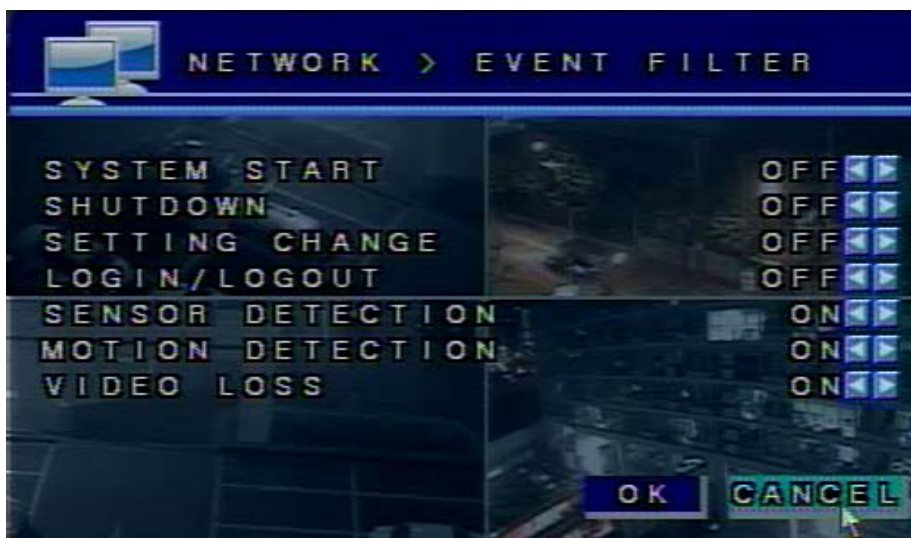 NETWORK > EVENT FILTER
SYSTEM START OFF
SHUTDOWN OFF
SETTING CHANGE OFF
LOGIN/LOGOUT OFF
SENSOR DETECTION ON
MOTION DETECTION ON
VIDEO LOSS ON
OK CANCEL